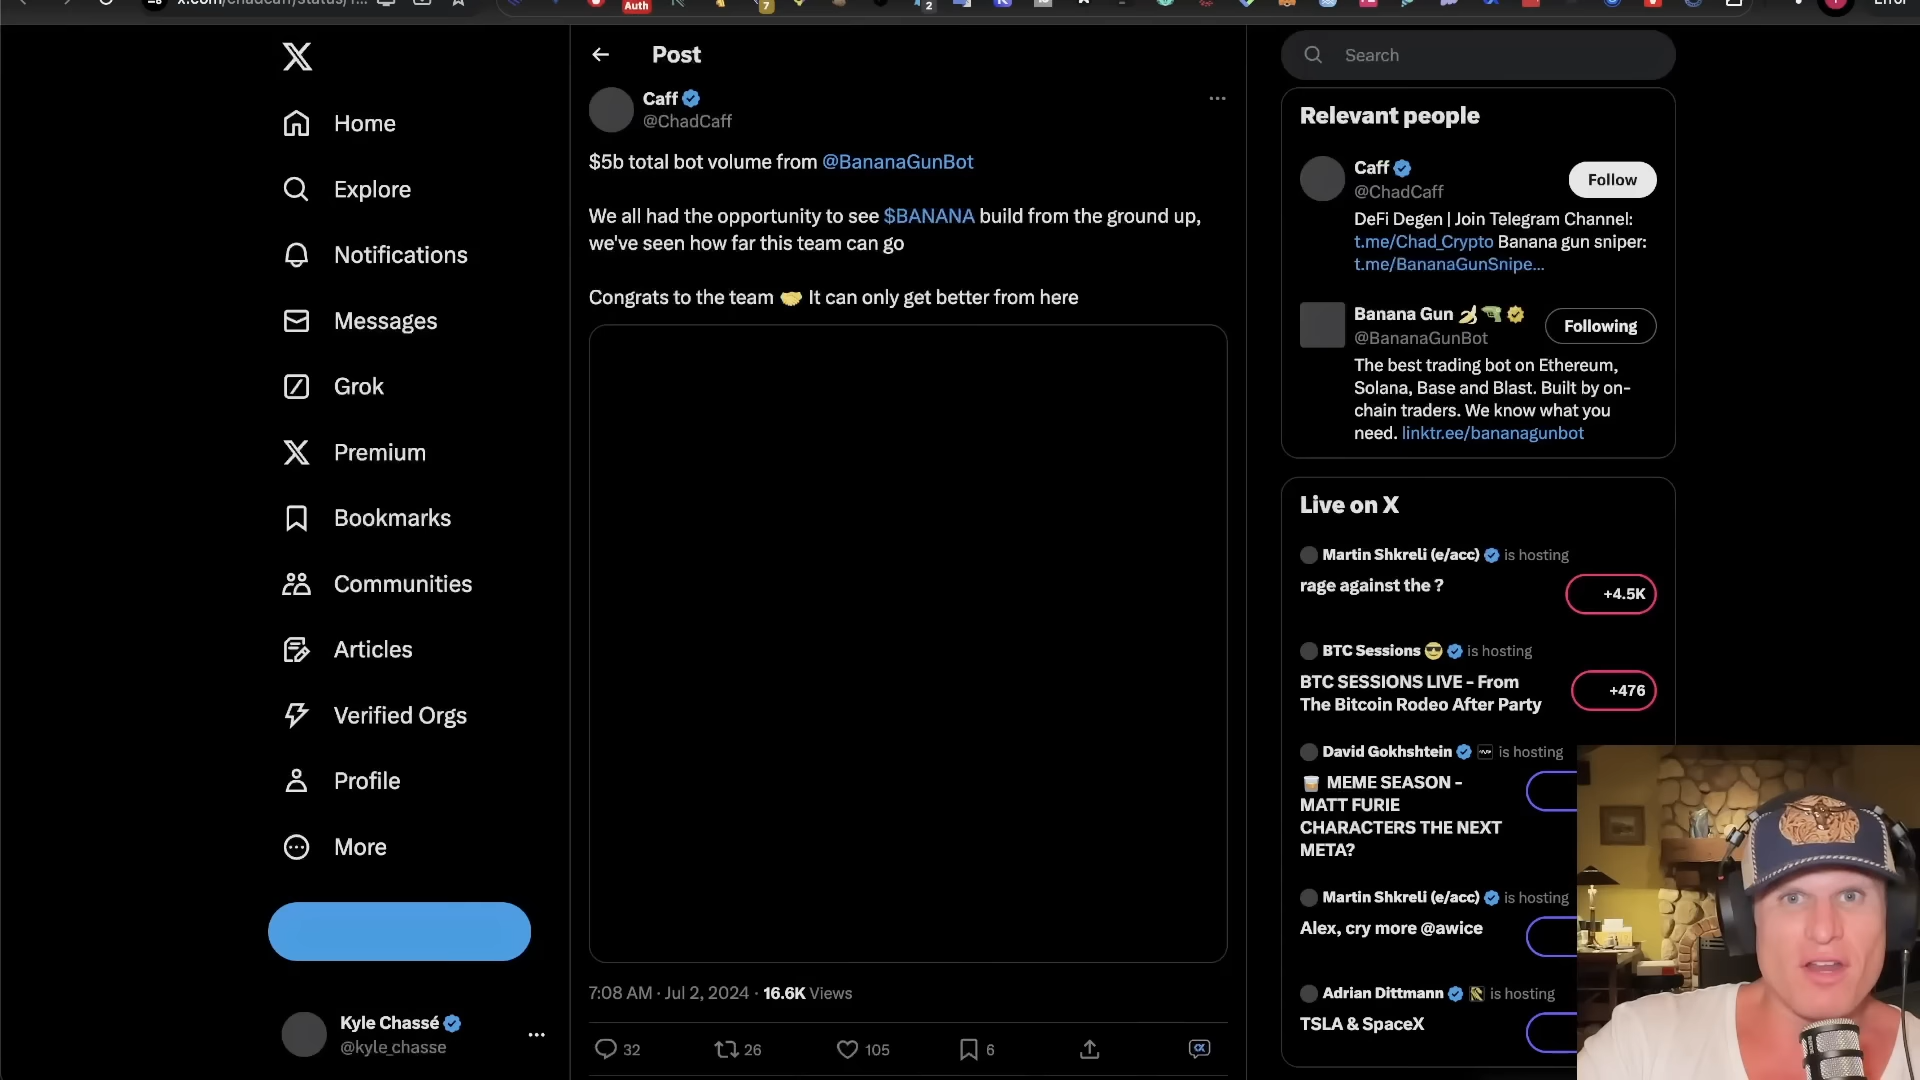 Auth
7
2
Error
Home
Explore
Notifications
Messages
Grok
Premium
Bookmarks
Communities
Articles
Verified Orgs
Profile
More
Kyle Chassé
@kyle_chasse
Post
Caff
@ChadCaff
$5b total bot volume from @BananaGunBot
We all had the opportunity to see $BANANA build from the ground up,
we've seen how far this team can go
Congrats to the team 🤝 It can only get better from here
7:08 AM · Jul 2, 2024 · 16.6K Views
32
26
105
6
Search
Relevant people
Caff
@ChadCaff
Follow
DeFi Degen | Join Telegram Channel:
t.me/Chad_Crypto Banana gun sniper:
t.me/BananaGunSnipe...
Banana Gun 🍌🔫
@BananaGunBot
Following
The best trading bot on Ethereum,
Solana, Base and Blast. Built by on-
chain traders. We know what you
need. linktr.ee/bananagunbot
Live on X
Martin Shkreli (e/acc) is hosting
rage against the ?
+4.5K
BTC Sessions 😎 is hosting
BTC SESSIONS LIVE - From
The Bitcoin Rodeo After Party
+476
David Gokhshtein is hosting
🥃 MEME SEASON -
MATT FURIE
CHARACTERS THE NEXT
META?
Martin Shkreli (e/acc) is hosting
Alex, cry more @awice
Adrian Dittmann is hosting
TSLA & SpaceX